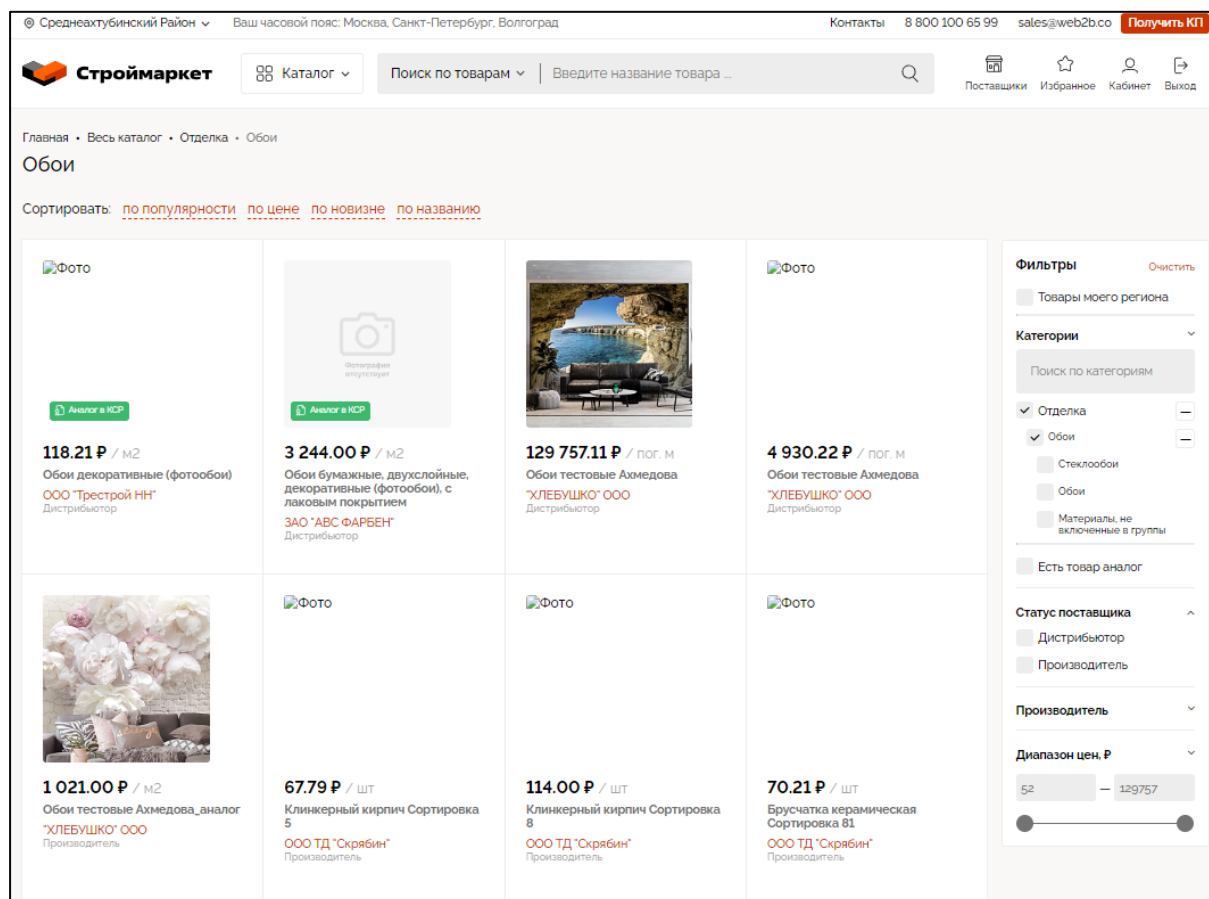 Среднеахтубинский Район Ваш часовой пояс: Москва, Санкт-Петербург, Волгоград Контакты 8 800 100 65 99 sales@web2b.co Получить КП
Строймаркет Каталог Поиск по товарам Введите название товара ... Поставщики Избранное Кабинет Выход
Главная • Весь каталог • Отделка • Обои
Обои
Сортировать: по популярности по цене по новизне по названию
Фото
Фотография
отсутствует
Фото
Аналог в КСР
Аналог в КСР
118.21 ₽ / м2
Обои декоративные (фотообои)
ООО "Трестрой НН"
Дистрибьютор
3 244.00 ₽ / м2
Обои бумажные, двухслойные,
декоративные (фотообои), с
лаковым покрытием
ЗАО "АВС ФАРБЕН"
Дистрибьютор
129 757.11 ₽ / пог. м
Обои тестовые Ахмедова
"ХЛЕБУШКО" ООО
Дистрибьютор
4 930.22 ₽ / пог. м
Обои тестовые Ахмедова
"ХЛЕБУШКО" ООО
Дистрибьютор
Фото
Фото
Фото
1 021.00 ₽ / м2
Обои тестовые Ахмедова_аналог
"ХЛЕБУШКО" ООО
Производитель
67.79 ₽ / шт
Клинкерный кирпич Сортировка
5
ООО ТД "Скрябин"
Производитель
114.00 ₽ / шт
Клинкерный кирпич Сортировка
8
ООО ТД "Скрябин"
Производитель
70.21 ₽ / шт
Брусчатка керамическая
Сортировка 81
ООО ТД "Скрябин"
Производитель
Фильтры Очистить
Товары моего региона
Категории
Поиск по категориям
Отделка
Обои
Стеклообои
Обои
Материалы, не
включенные в группы
Есть товар аналог
Статус поставщика
Дистрибьютор
Производитель
Производитель
Диапазон цен, ₽
52 — 129757